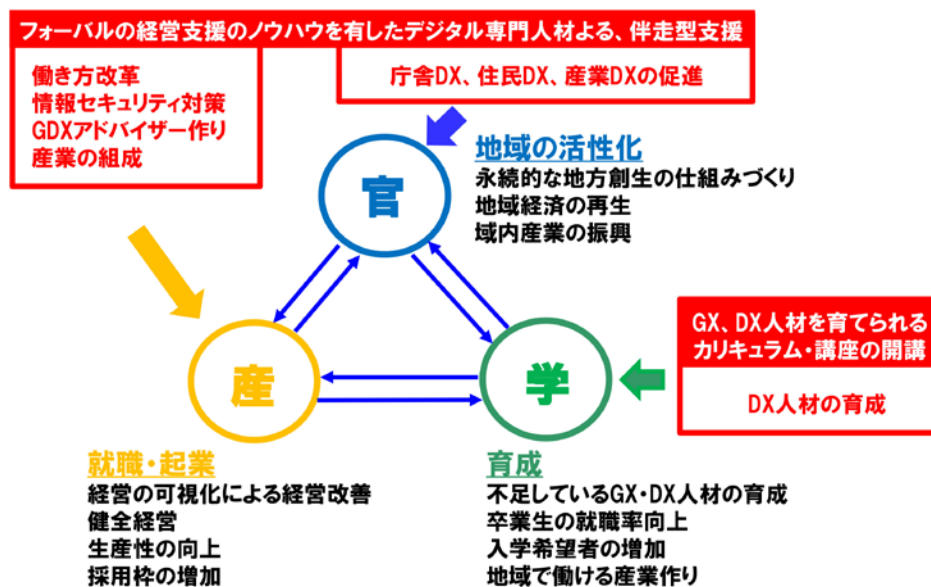 フォーバルの経営支援のノウハウを有したデジタル専門人材よる、伴走型支援
働き方改革
情報セキュリティ対策
GDXアドバイザー作り
産業の組成
庁舎DX、住民DX、産業DXの促進
官
地域の活性化
永続的な地方創生の仕組みづくり
地域経済の再生
域内産業の振興
GX、DX人材を育てられる
カリキュラム・講座の開講
DX人材の育成
産
学
就職・起業
経営の可視化による経営改善
健全経営
生産性の向上
採用枠の増加
育成
不足しているGX・DX人材の育成
卒業生の就職率向上
入学希望者の増加
地域で働ける産業作り